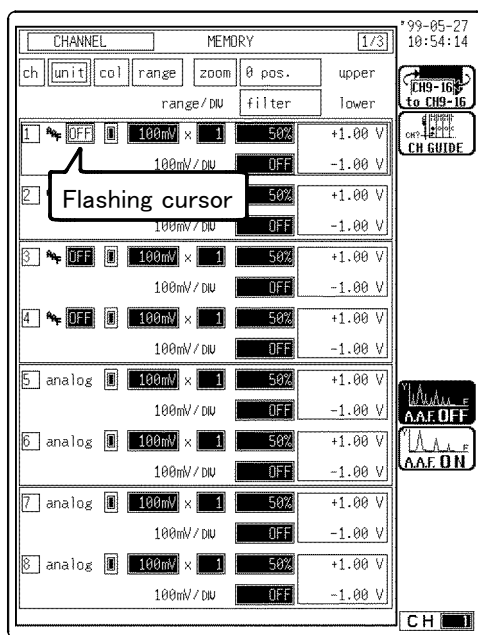 '99-05-27
CHANNEL MEMORY 1/3 10:54:14
ch unit col range zoom 0 pos. upper
range/DIV filter lower
CH9-16
to CH9-16
CH?
CH GUIDE
1 AAF OFF 100mV × 1 50% +1.00 V
100mV/DIV OFF -1.00 V
Flashing cursor
2 50% +1.00 V
100mV/DIV OFF -1.00 V
3 AAF OFF 100mV × 1 50% +1.00 V
100mV/DIV OFF -1.00 V
4 AAF OFF 100mV × 1 50% +1.00 V
100mV/DIV OFF -1.00 V
5 analog 100mV × 1 50% +1.00 V
100mV/DIV OFF -1.00 V
Y F
A.A.F. OFF
6 analog 100mV × 1 50% +1.00 V
100mV/DIV OFF -1.00 V
Y F
A.A.F. ON
7 analog 100mV × 1 50% +1.00 V
100mV/DIV OFF -1.00 V
8 analog 100mV × 1 50% +1.00 V
100mV/DIV OFF -1.00 V
CH 1